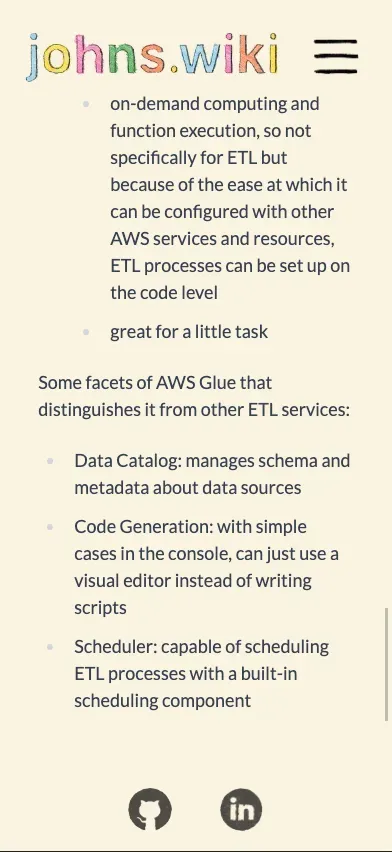 johns.wiki
on-demand computing and
function execution, so not
specifically for ETL but
because of the ease at which it
can be configured with other
AWS services and resources,
ETL processes can be set up on
the code level
great for a little task
Some facets of AWS Glue that
distinguishes it from other ETL services:
Data Catalog: manages schema and
metadata about data sources
Code Generation: with simple
cases in the console, can just use a
visual editor instead of writing
scripts
Scheduler: capable of scheduling
ETL processes with a built-in
scheduling component
in